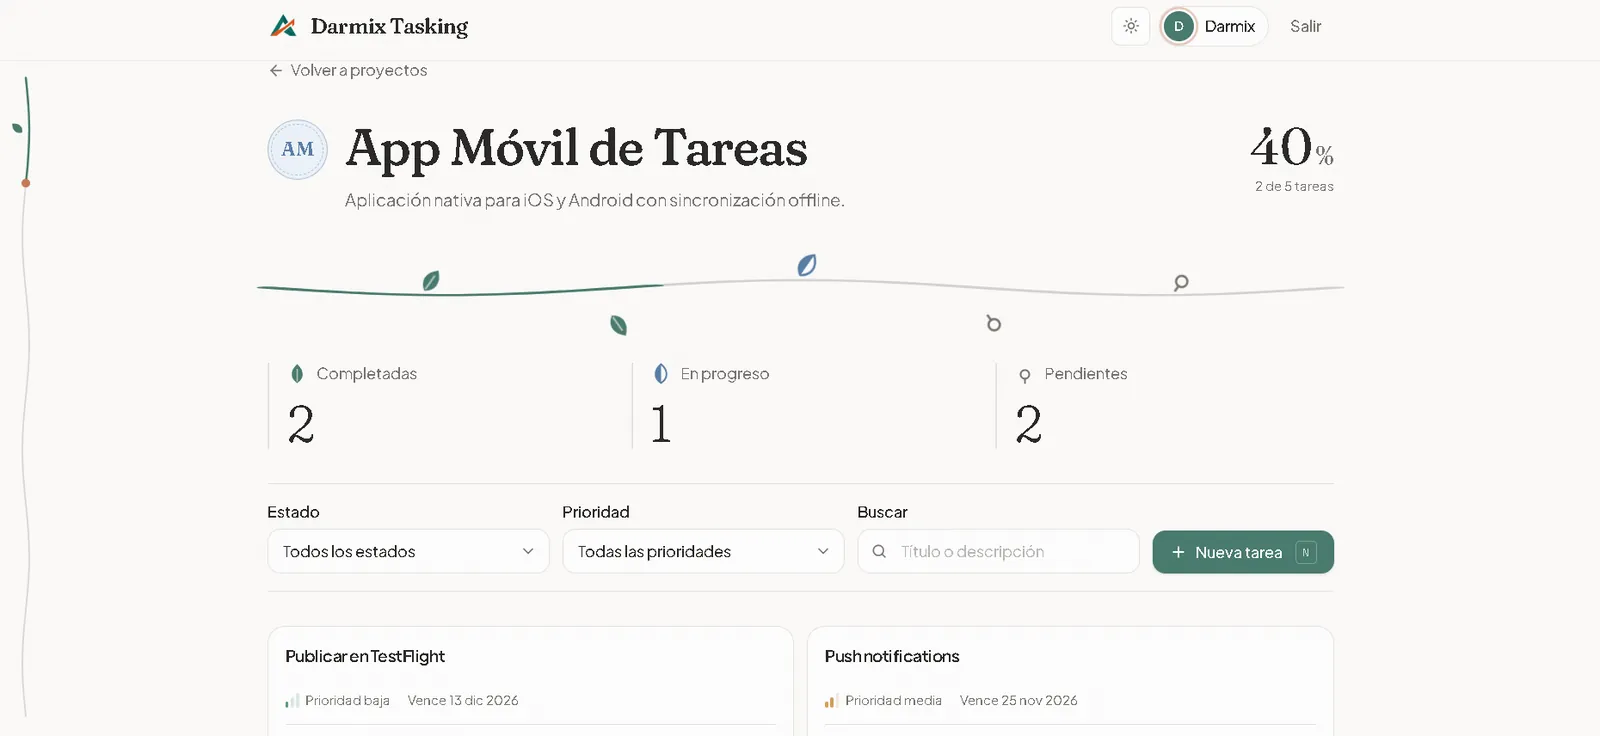 Darmix Tasking
D
Darmix
Salir
← Volver a proyectos
AM
App Móvil de Tareas
Aplicación nativa para iOS y Android con sincronización offline.
40%
2 de 5 tareas
Completadas
2
En progreso
1
Pendientes
2
Estado
Todos los estados
Prioridad
Todas las prioridades
Buscar
Título o descripción
+ Nueva tarea N
Publicar en TestFlight
Prioridad baja Vence 13 dic 2026
Push notifications
Prioridad media Vence 25 nov 2026